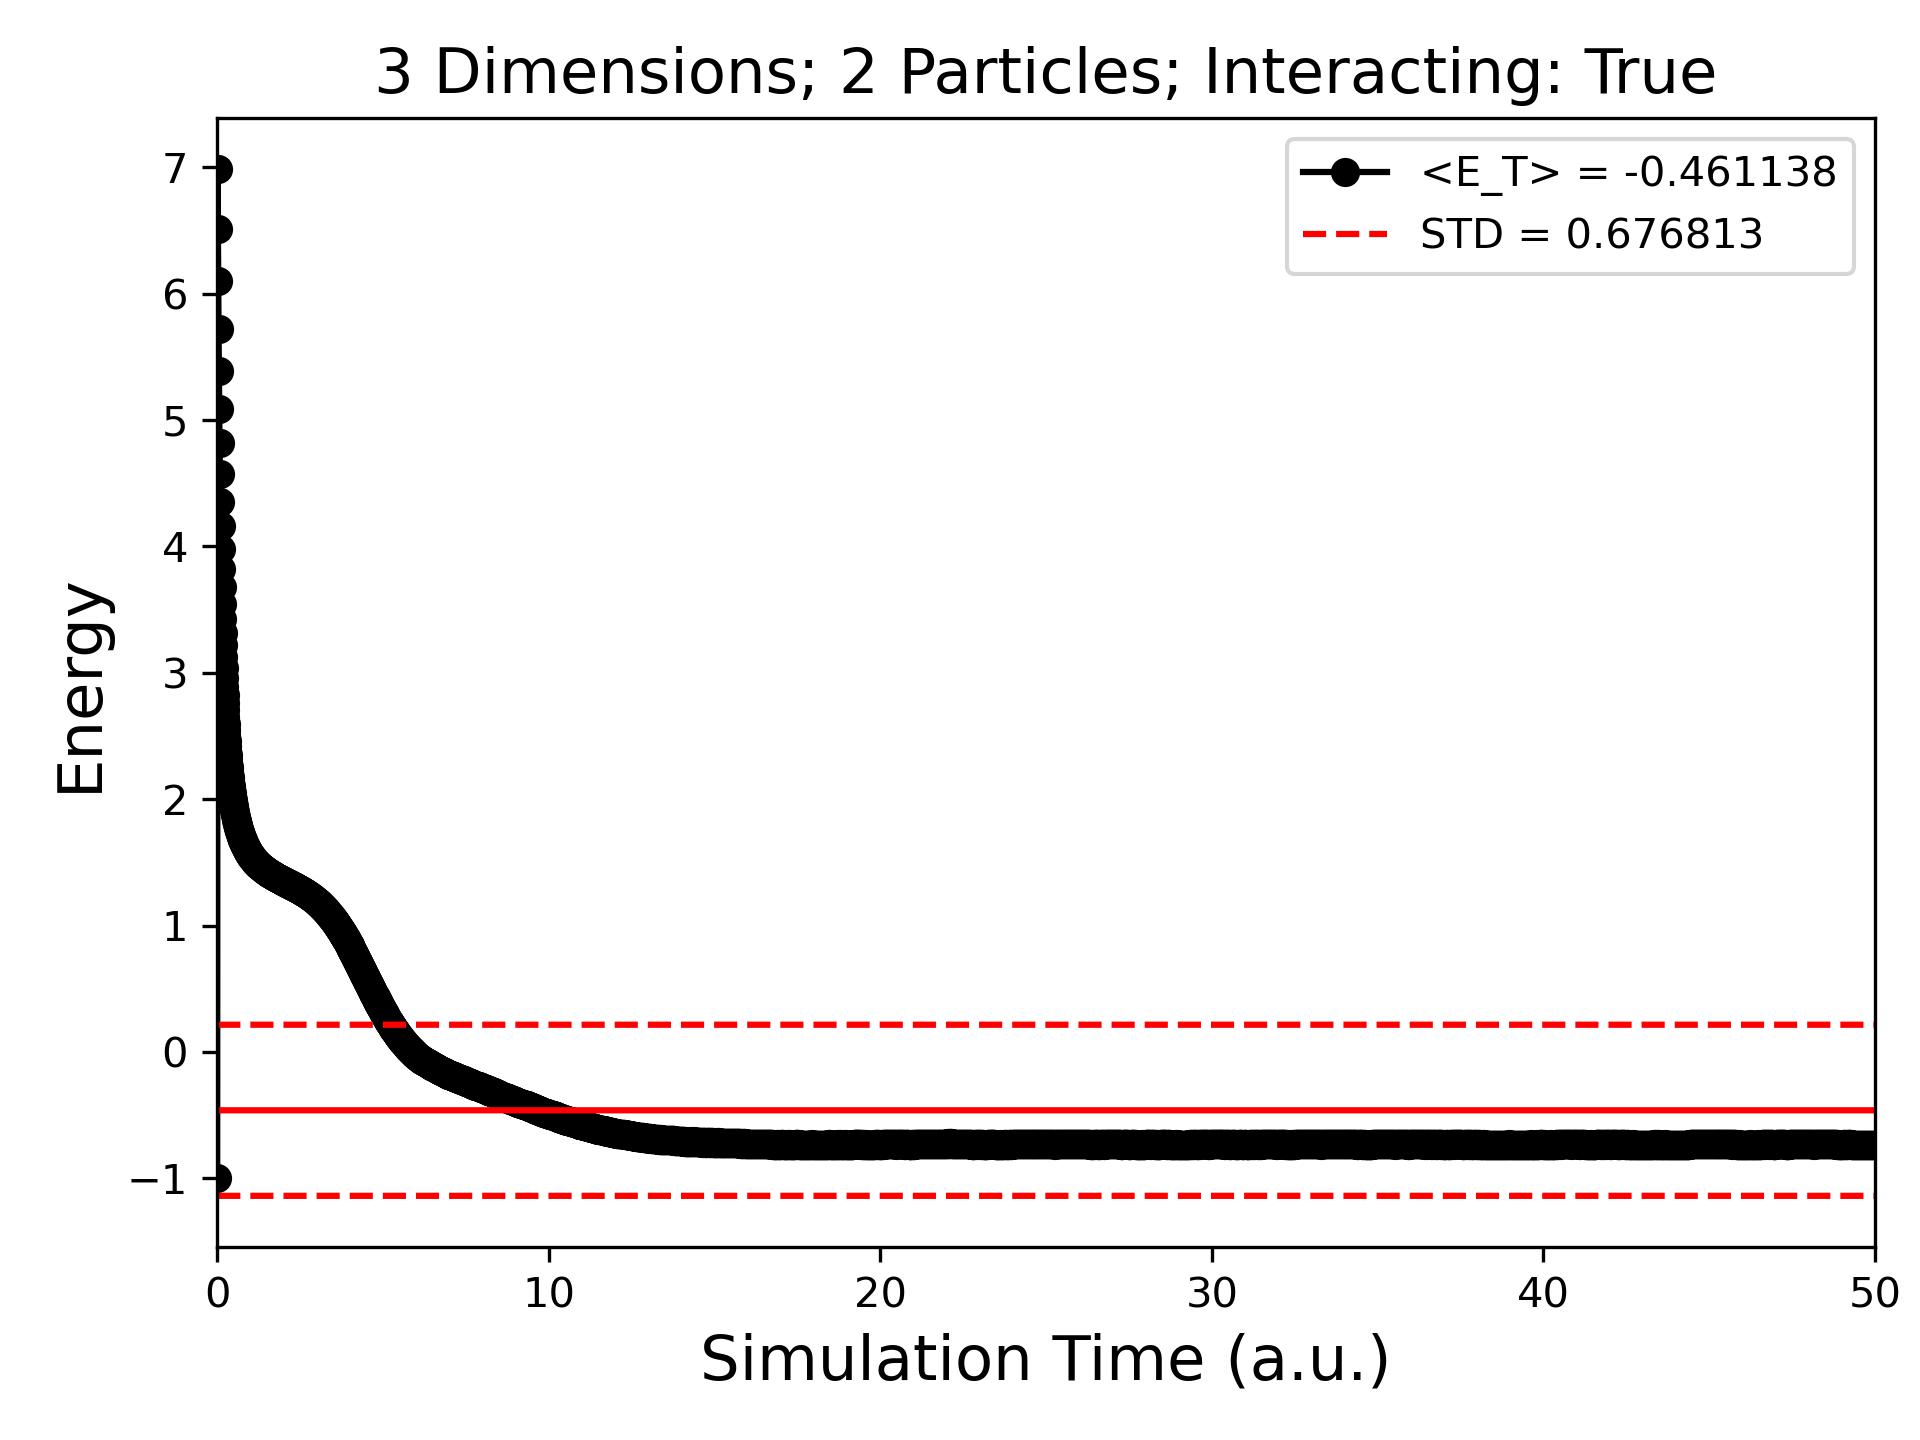 3 Dimensions; 2 Particles; Interacting: True
<E_T> = -0.461138
STD = 0.676813
Energy
7
6
5
4
3
2
1
0
−1
0 10 20 30 40 50
Simulation Time (a.u.)